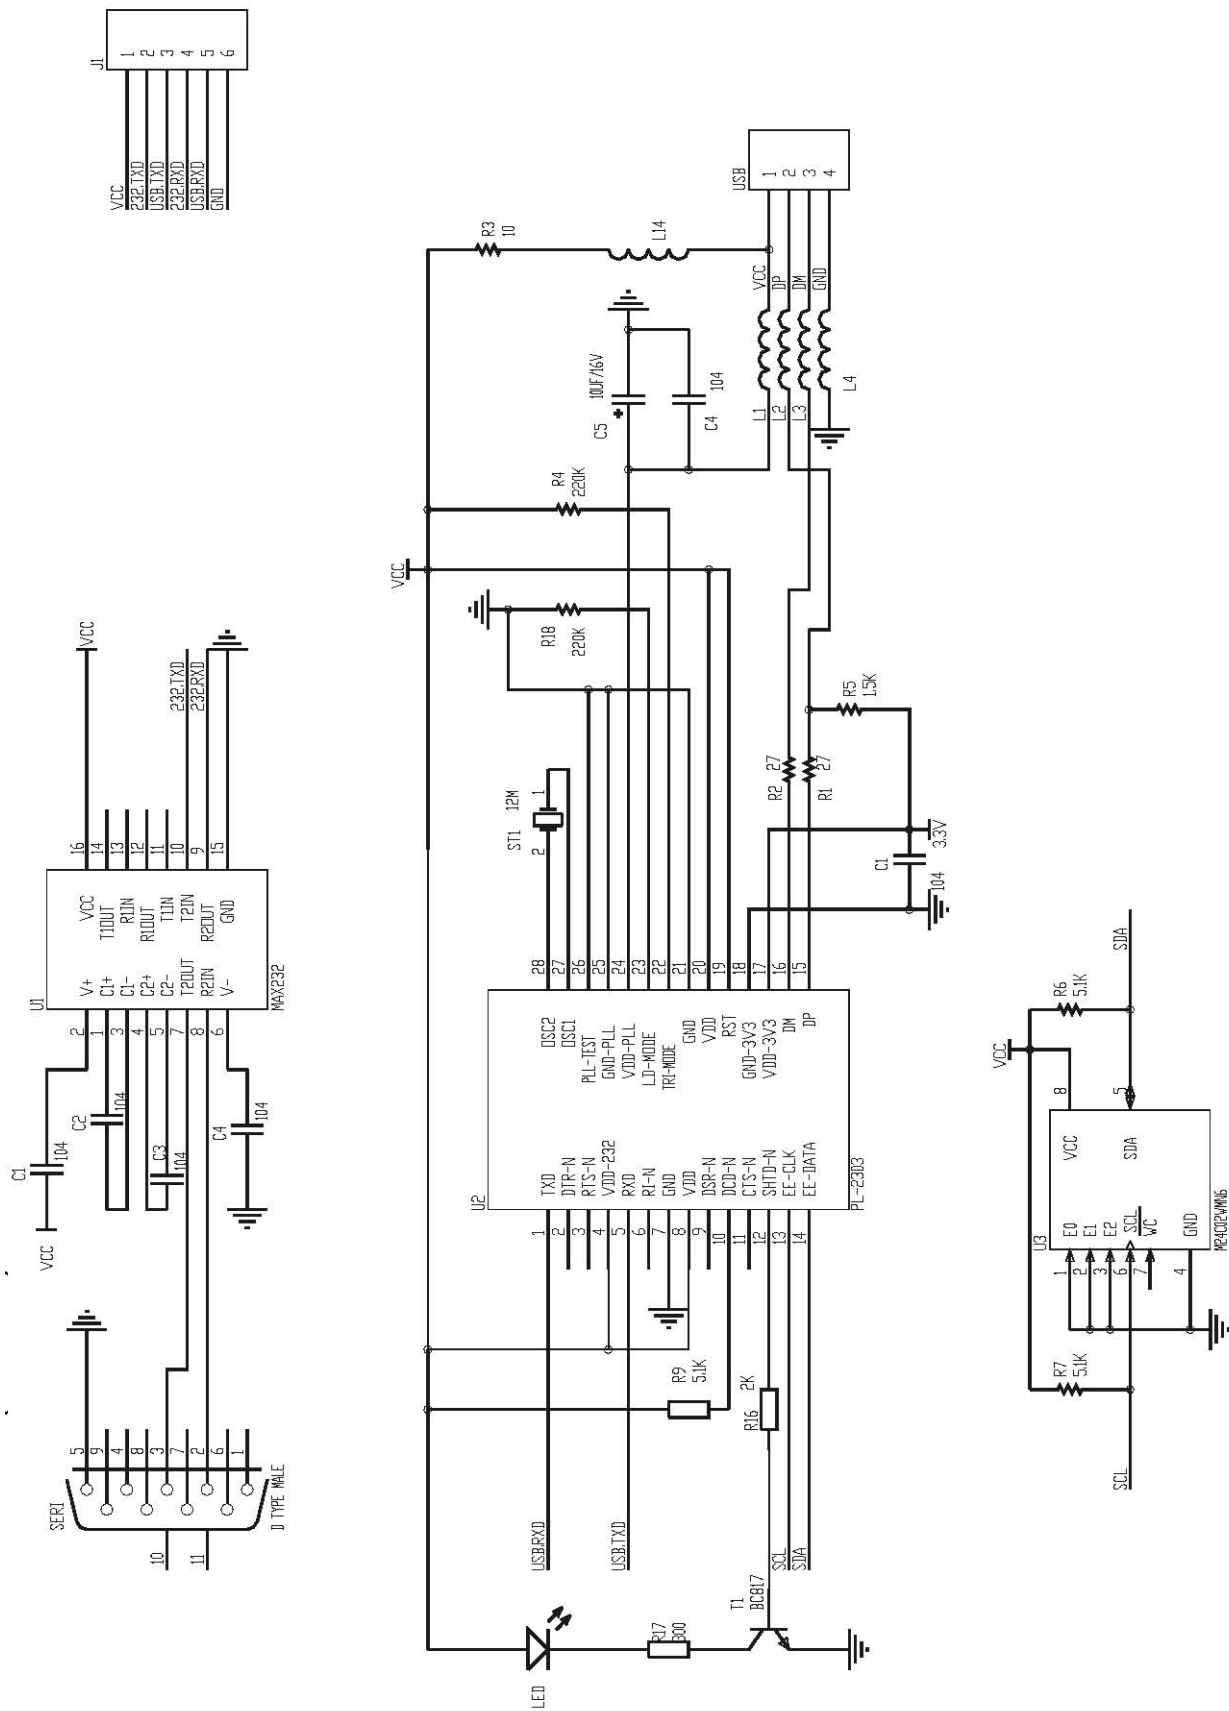 J1
1
2
3
4
5
6
VCC
232.TXD
USB.TXD
232.RXD
USB.RXD
GND
USB
1
2
3
4
VCC
DP
DM
GND
R3
10
L14
10UF/16V
C5
104
C4
L1
L2
L3
L4
R4
220K
VCC
R18
220K
ST1
12M
1
2
R5
1.5K
R2
27
R1
27
3.3V
C1
104
28
27
26
25
24
23
22
21
20
19
18
17
16
15
OSC2
OSC1
PLL-TEST
GND-PLL
VDD-PLL
LD-MODE
TRI-MODE
GND
VDD
RST
GND-3V3
VDD-3V3
DM
DP
U2
PL-2303
TXD
DTR-N
RTS-N
VDD-232
RXD
RI-N
GND
VDD
DSR-N
DCD-N
CTS-N
SHTD-N
EE-CLK
EE-DATA
1
2
3
4
5
6
7
8
9
10
11
12
13
14
R9
5.1K
R16
2K
USB.RXD
USB.TXD
SCL
SDA
T1
BC817
R17
300
LED
VCC
232.TXD
232.RXD
16
14
13
12
11
10
9
15
VCC
T1OUT
R1IN
R1OUT
T1IN
T2IN
R2OUT
GND
U1
MAX232
V+
C1+
C1-
C2+
C2-
T2OUT
R2IN
V-
2
1
3
4
5
7
8
6
C1
104
C2
104
C3
104
C4
104
VCC
SERI
D TYPE MALE
5
9
4
8
3
7
2
6
1
10
11
SDA
R6
5.1K
VCC
8
5
VCC
SDA
U3
M24C02WMN6
E0
E1
E2
SCL
WC
GND
1
2
3
6
7
4
R7
5.1K
SCL